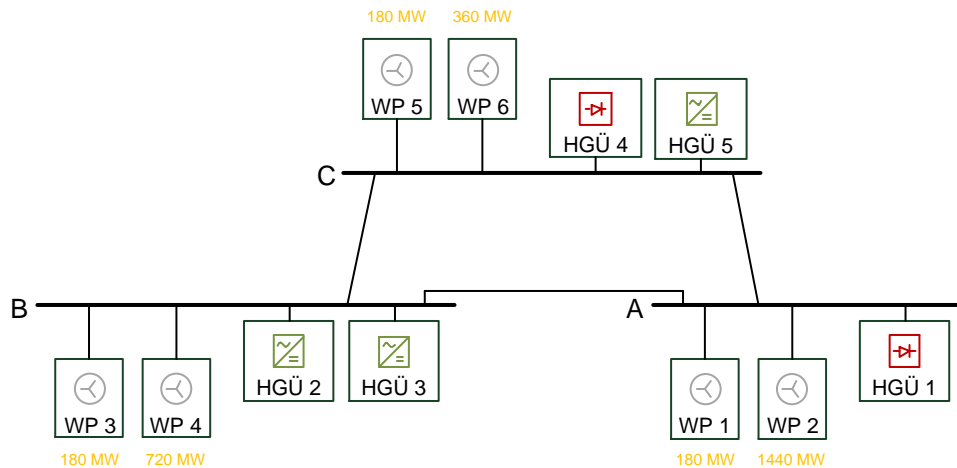 180 MW 360 MW
WP 5 WP 6 HGÜ 4 HGÜ 5
C
B A
HGÜ 2 HGÜ 3 HGÜ 1
WP 3 WP 4 WP 1 WP 2
180 MW 720 MW 180 MW 1440 MW